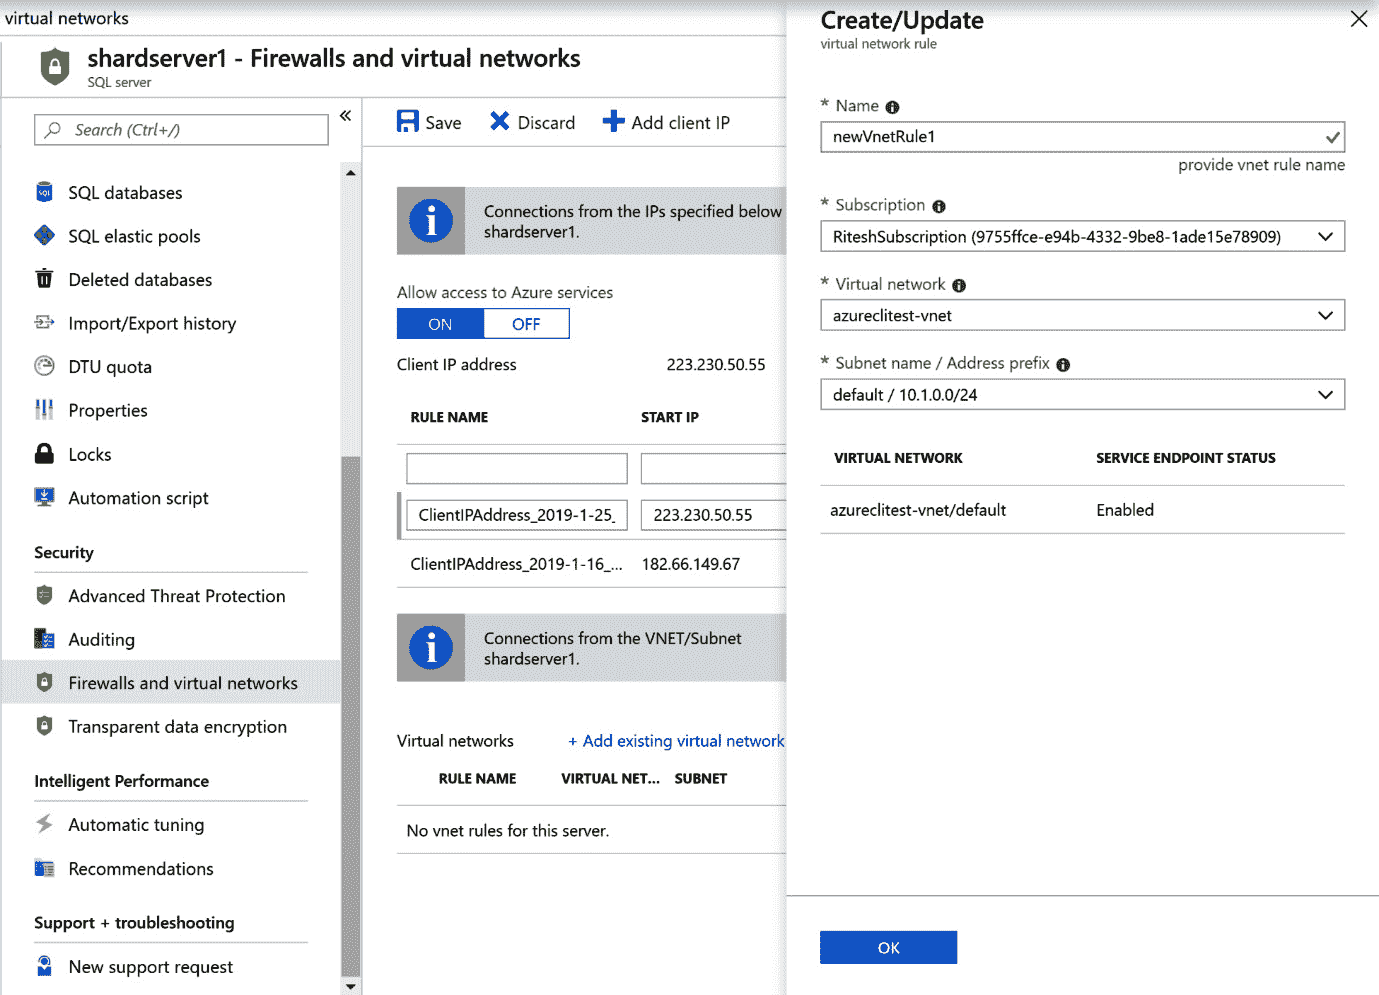 virtual networks
shardserver1 - Firewalls and virtual networks
SQL server
Search (Ctrl+/)
«
SQL databases
SQL elastic pools
Deleted databases
Import/Export history
DTU quota
Properties
Locks
Automation script
Security
Advanced Threat Protection
Auditing
Firewalls and virtual networks
Transparent data encryption
Intelligent Performance
Automatic tuning
Recommendations
Support + troubleshooting
New support request
Save Discard Add client IP
Connections from the IPs specified below
shardserver1.
Allow access to Azure services
ON OFF
Client IP address 223.230.50.55
RULE NAME START IP
ClientIPAddress_2019-1-25_ 223.230.50.55
ClientIPAddress_2019-1-16_... 182.66.149.67
Connections from the VNET/Subnet
shardserver1.
Virtual networks + Add existing virtual network
RULE NAME VIRTUAL NET... SUBNET
No vnet rules for this server.
Create/Update
virtual network rule
* Name
newVnetRule1
provide vnet rule name
* Subscription
RiteshSubscription (9755ffce-e94b-4332-9be8-1ade15e78909)
* Virtual network
azureclitest-vnet
* Subnet name / Address prefix
default / 10.1.0.0/24
VIRTUAL NETWORK SERVICE ENDPOINT STATUS
azureclitest-vnet/default Enabled
OK